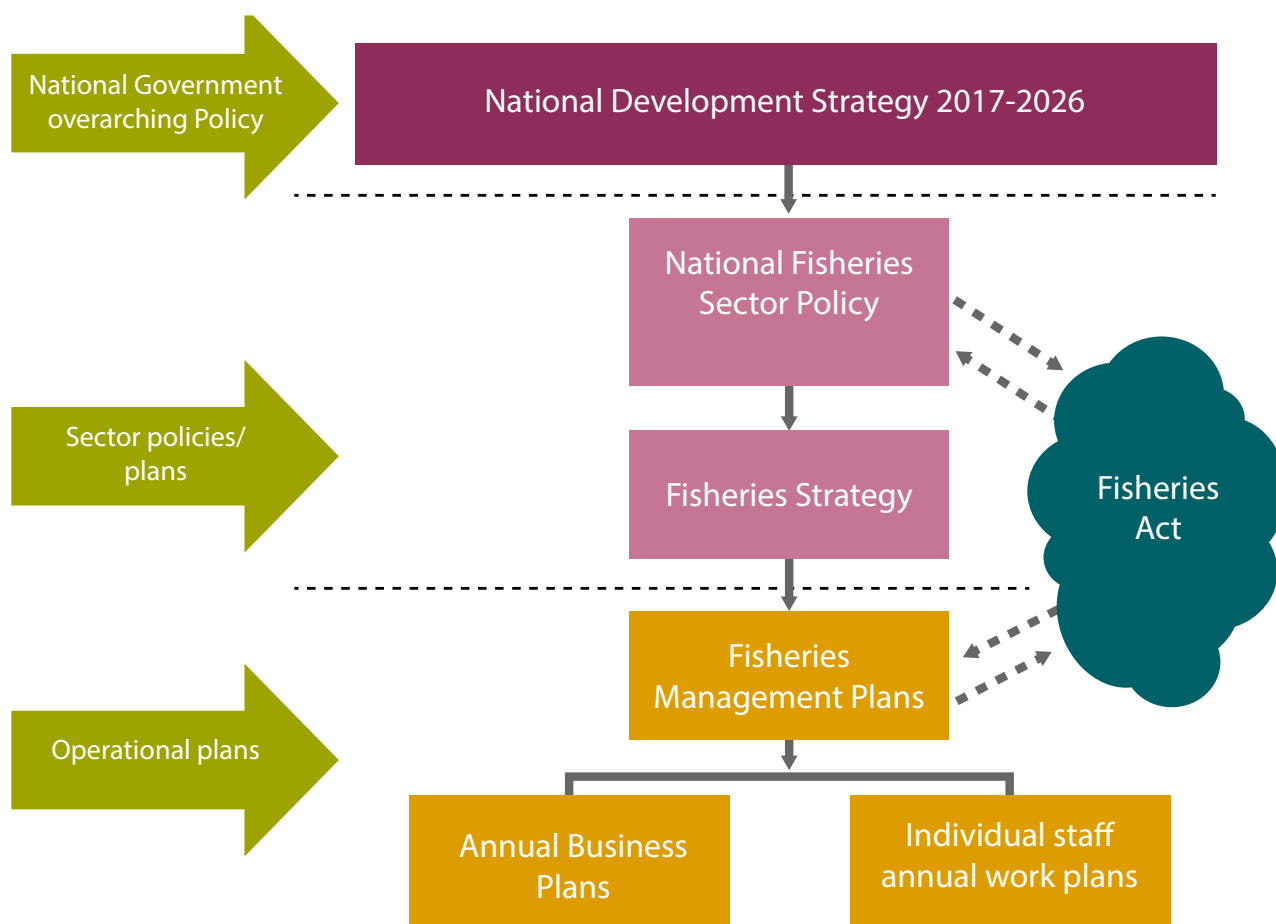 National Government
overarching Policy
National Development Strategy 2017-2026
National Fisheries
Sector Policy
Sector policies/
plans
Fisheries Strategy
Fisheries
Act
Fisheries
Management Plans
Operational plans
Annual Business
Plans
Individual staff
annual work plans